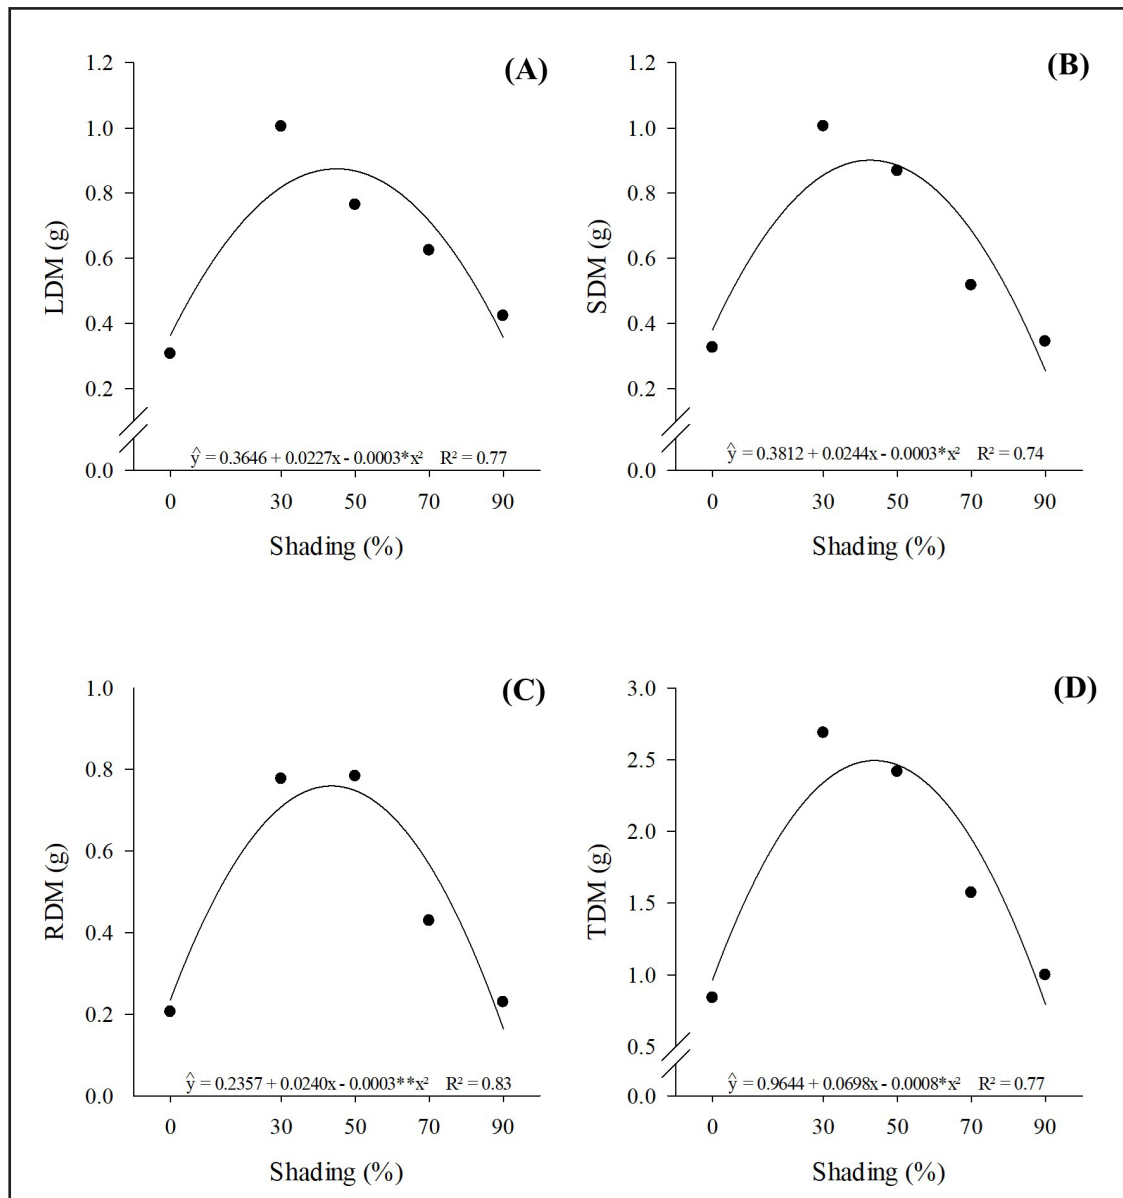 (A)
1.2
1.0
0.8
0.6
0.4
0.2
0.0
LDM (g)
ŷ = 0.3646 + 0.0227x - 0.0003*x² R² = 0.77
0 30 50 70 90
Shading (%)
(B)
1.2
1.0
0.8
0.6
0.4
0.2
0.0
SDM (g)
ŷ = 0.3812 + 0.0244x - 0.0003*x² R² = 0.74
0 30 50 70 90
Shading (%)
(C)
1.0
0.8
0.6
0.4
0.2
0.0
RDM (g)
ŷ = 0.2357 + 0.0240x - 0.0003**x² R² = 0.83
0 30 50 70 90
Shading (%)
(D)
3.0
2.5
2.0
1.5
1.0
0.5
0.0
TDM (g)
ŷ = 0.9644 + 0.0698x - 0.0008*x² R² = 0.77
0 30 50 70 90
Shading (%)